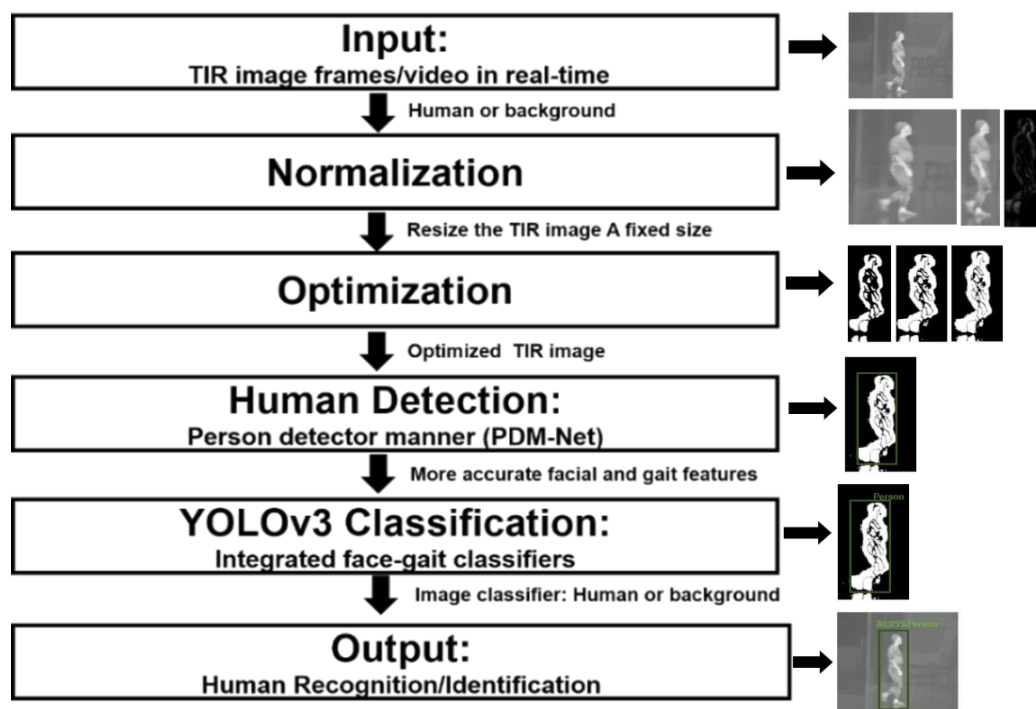 Input:
TIR image frames/video in real-time
Human or background
Normalization
Resize the TIR image A fixed size
Optimization
Optimized TIR image
Human Detection:
Person detector manner (PDM-Net)
More accurate facial and gait features
YOLOv3 Classification:
Person
Integrated face-gait classifiers
Image classifier: Human or background
Output:
Human Recognition/Identification